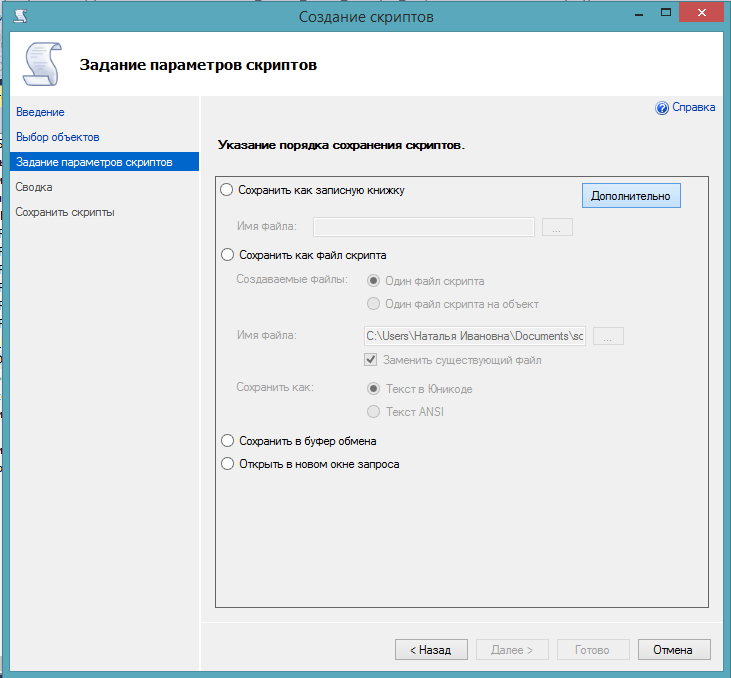 Создание скриптов
Задание параметров скриптов
Введение
Выбор объектов
Задание параметров скриптов
Сводка
Сохранить скрипты
Справка
Указание порядка сохранения скриптов.
Сохранить как записную книжку
Дополнительно
Имя файла:
...
Сохранить как файл скрипта
Создаваемые файлы:
Один файл скрипта
Один файл скрипта на объект
Имя файла:
C:\Users\Наталья Ивановна\Documents\sc
...
Заменить существующий файл
Сохранить как:
Текст в Юникоде
Текст ANSI
Сохранить в буфер обмена
Открыть в новом окне запроса
< Назад
Далее >
Готово
Отмена